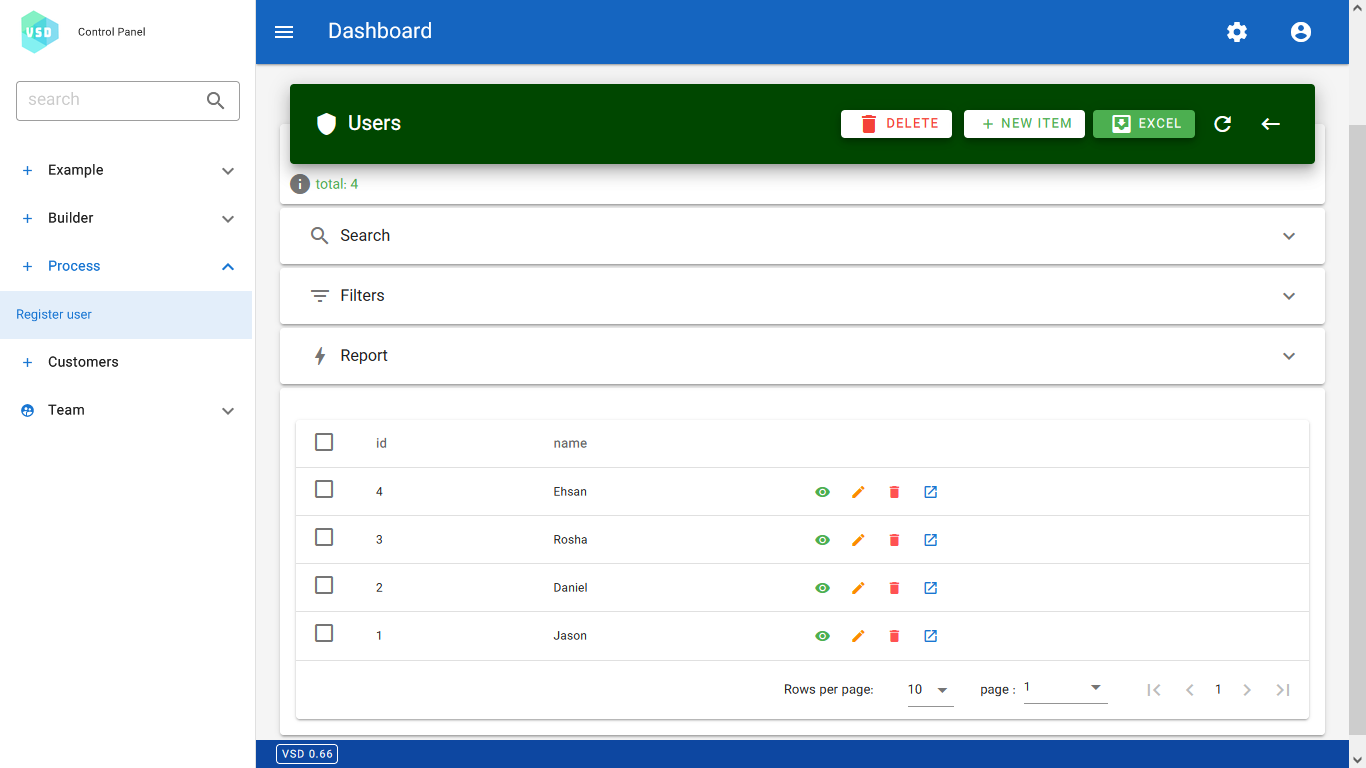 VSD Control Panel
Dashboard
search
Example
Builder
Process
Register user
Customers
Team
Users
DELETE
NEW ITEM
EXCEL
total: 4
Search
Filters
Report
id name
4 Ehsan
3 Rosha
2 Daniel
1 Jason
Rows per page: 10 page : 1 1
VSD 0.66